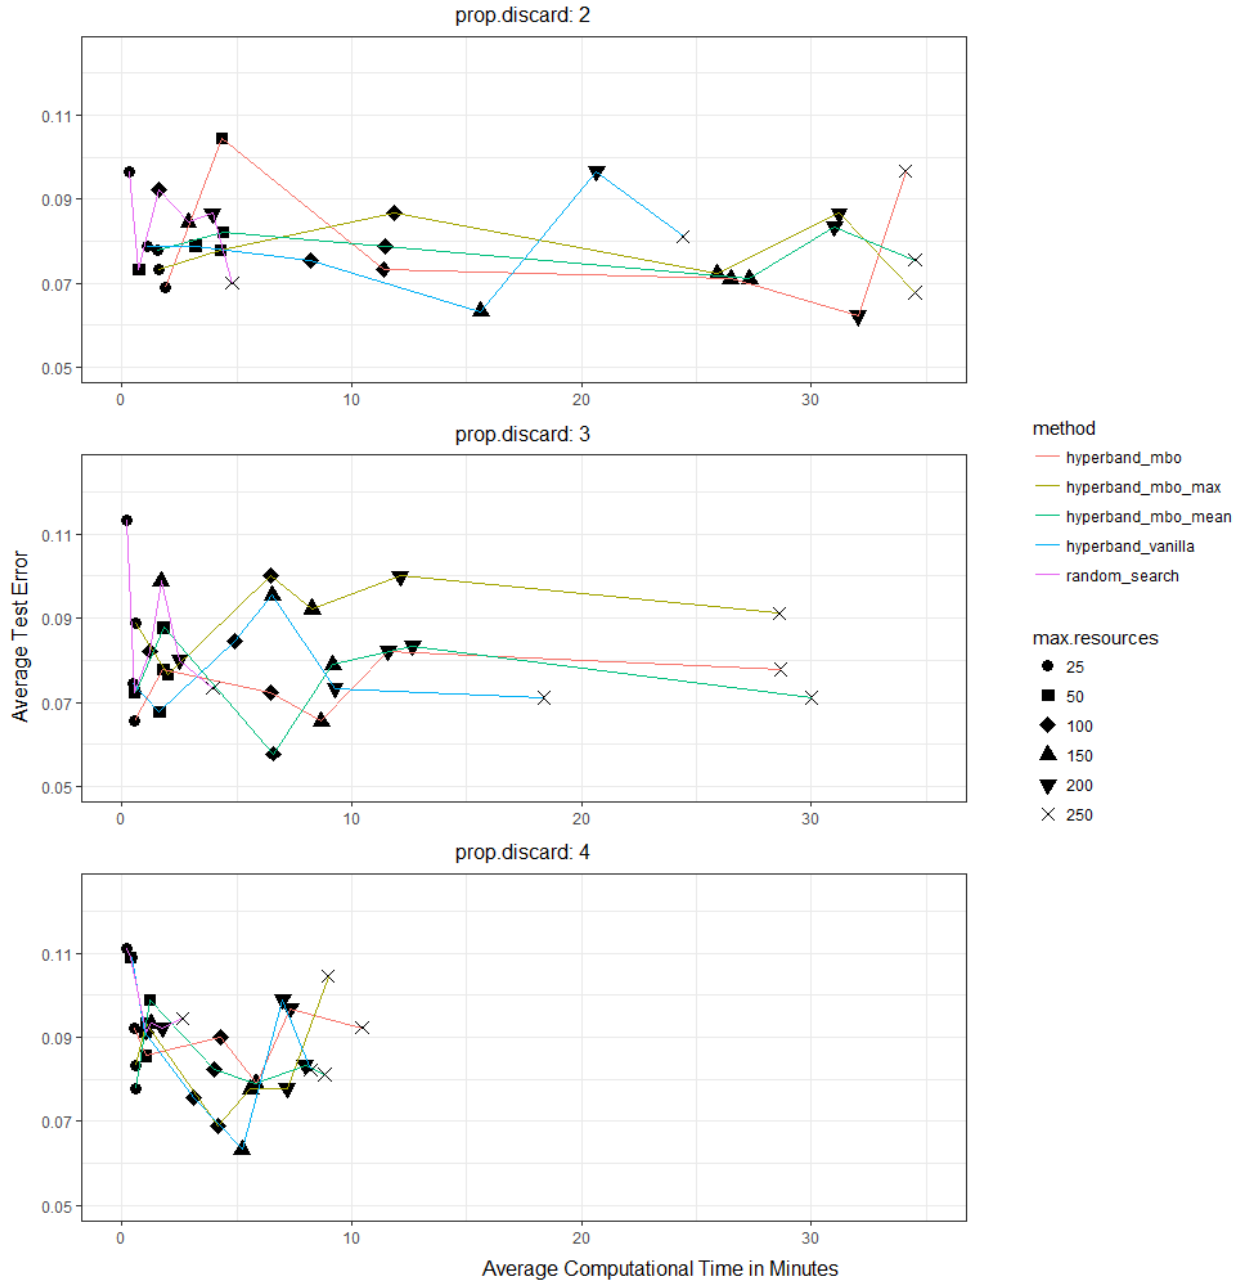 prop.discard: 2
0.11
0.09
0.07
0.05
0
10
20
30
prop.discard: 3
0.11
0.09
0.07
0.05
0
10
20
30
prop.discard: 4
0.11
0.09
0.07
0.05
0
10
20
30
Average Test Error
Average Computational Time in Minutes
method
hyperband_mbo
hyperband_mbo_max
hyperband_mbo_mean
hyperband_vanilla
random_search
max.resources
25
50
100
150
200
250